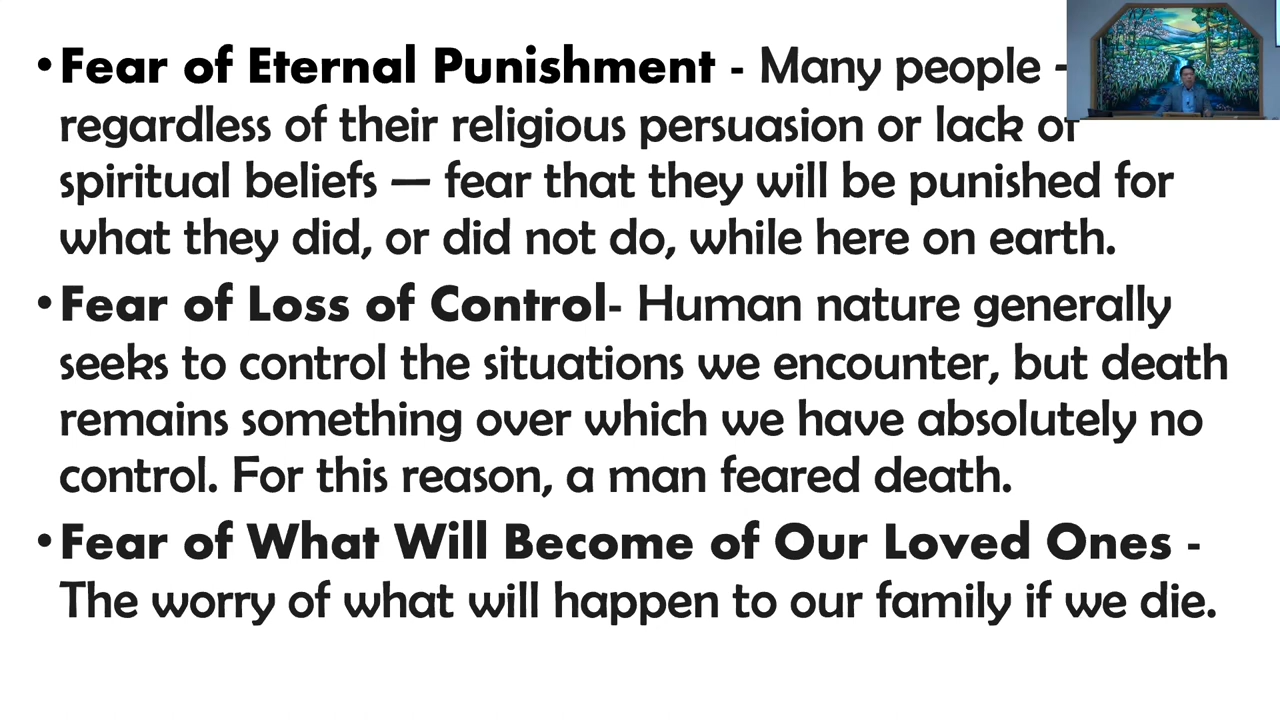 • Fear of Eternal Punishment - Many people -
regardless of their religious persuasion or lack of
spiritual beliefs — fear that they will be punished for
what they did, or did not do, while here on earth.
• Fear of Loss of Control- Human nature generally
seeks to control the situations we encounter, but death
remains something over which we have absolutely no
control. For this reason, a man feared death.
• Fear of What Will Become of Our Loved Ones -
The worry of what will happen to our family if we die.